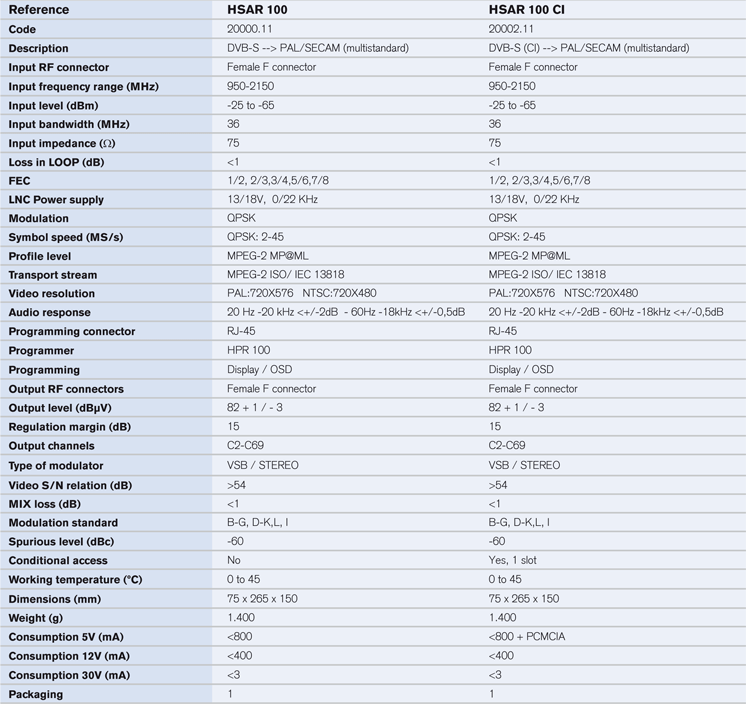 Reference HSAR 100 HSAR 100 CI
Code 20000.11 20002.11
Description DVB-S --> PAL/SECAM (multistandard) DVB-S (CI) --> PAL/SECAM (multistandard)
Input RF connector Female F connector Female F connector
Input frequency range (MHz) 950-2150 950-2150
Input level (dBm) -25 to -65 -25 to -65
Input bandwidth (MHz) 36 36
Input impedance (Ω) 75 75
Loss in LOOP (dB) <1 <1
FEC 1/2, 2/3,3/4,5/6,7/8 1/2, 2/3,3/4,5/6,7/8
LNC Power supply 13/18V, 0/22 KHz 13/18V, 0/22 KHz
Modulation QPSK QPSK
Symbol speed (MS/s) QPSK: 2-45 QPSK: 2-45
Profile level MPEG-2 MP@ML MPEG-2 MP@ML
Transport stream MPEG-2 ISO/ IEC 13818 MPEG-2 ISO/ IEC 13818
Video resolution PAL:720X576 NTSC:720X480 PAL:720X576 NTSC:720X480
Audio response 20 Hz -20 kHz <+/-2dB - 60Hz -18kHz <+/-0,5dB 20 Hz -20 kHz <+/-2dB - 60Hz -18kHz <+/-0,5dB
Programming connector RJ-45 RJ-45
Programmer HPR 100 HPR 100
Programming Display / OSD Display / OSD
Output RF connectors Female F connector Female F connector
Output level (dBµV) 82 + 1 / - 3 82 + 1 / - 3
Regulation margin (dB) 15 15
Output channels C2-C69 C2-C69
Type of modulator VSB / STEREO VSB / STEREO
Video S/N relation (dB) >54 >54
MIX loss (dB) <1 <1
Modulation standard B-G, D-K,L, I B-G, D-K,L, I
Spurious level (dBc) -60 -60
Conditional access No Yes, 1 slot
Working temperature (°C) 0 to 45 0 to 45
Dimensions (mm) 75 x 265 x 150 75 x 265 x 150
Weight (g) 1.400 1.400
Consumption 5V (mA) <800 <800 + PCMCIA
Consumption 12V (mA) <400 <400
Consumption 30V (mA) <3 <3
Packaging 1 1